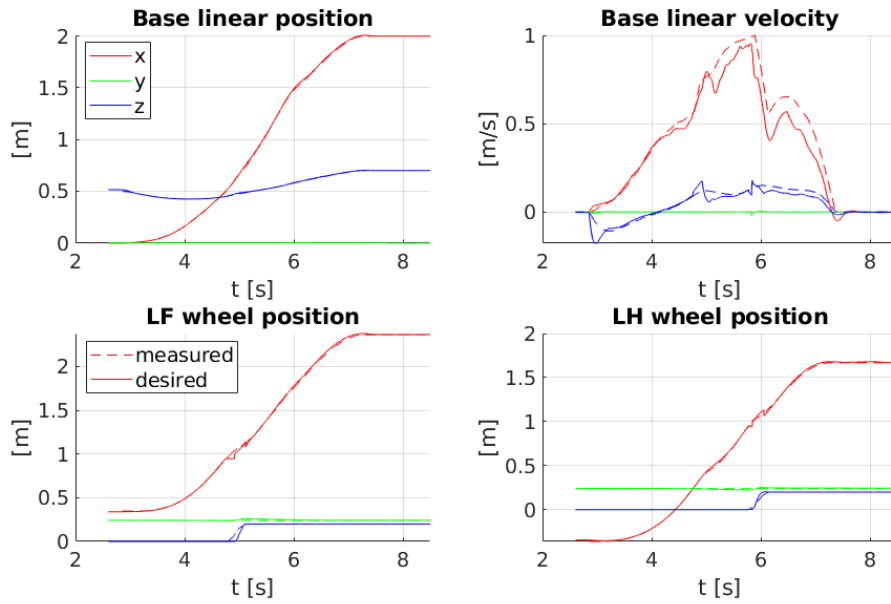 Base linear position
2
1.5
1
0.5
0
[m]
x
y
z
2
4
6
8
t [s]
Base linear velocity
1
0.5
0
[m/s]
2
4
6
8
t [s]
LF wheel position
2
1.5
1
0.5
0
[m]
measured
desired
2
4
6
8
t [s]
LH wheel position
2
1.5
1
0.5
0
[m]
2
4
6
8
t [s]